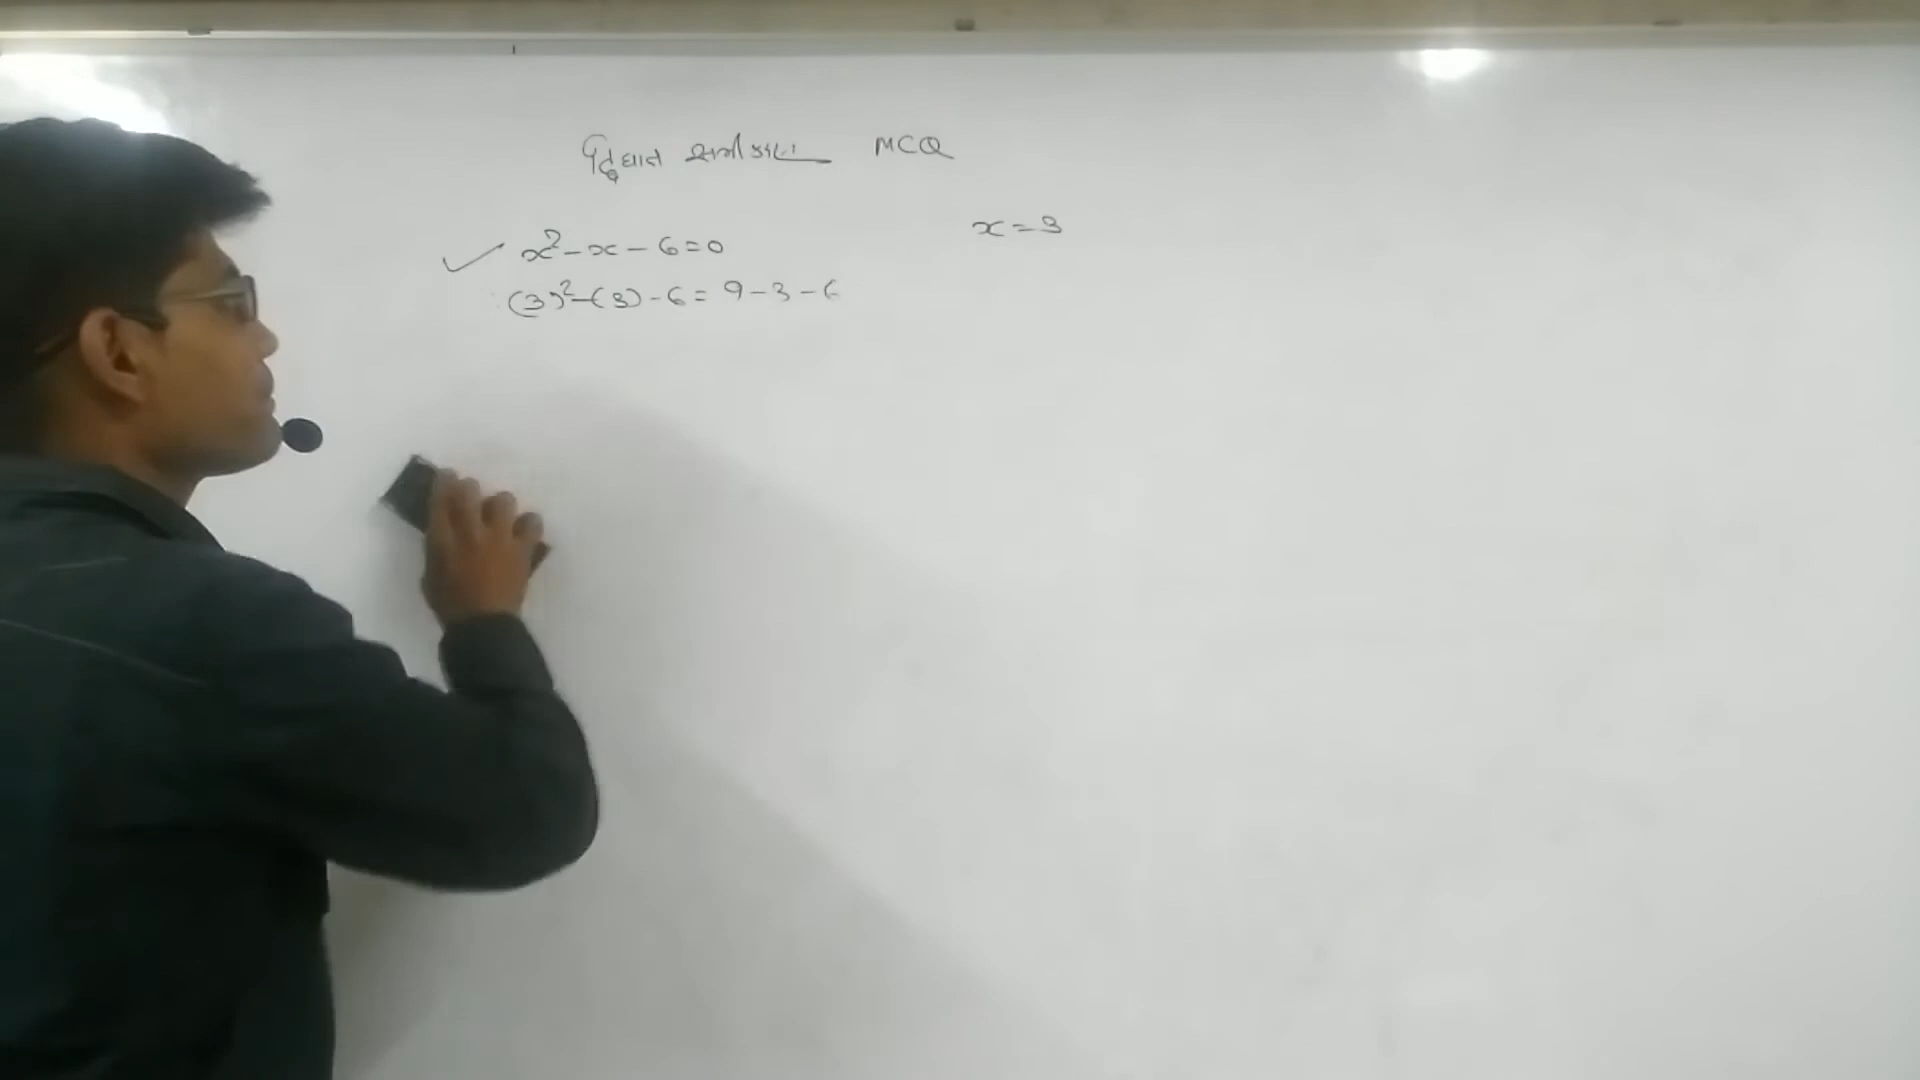 દ્વિઘાત સમીકરણ MCQ
x = 3
✓ x² - x - 6 = 0
(3)² - (3) - 6 = 9 - 3 - 6